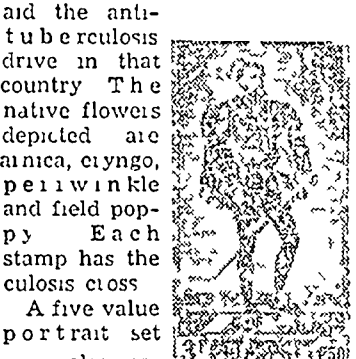 aid the anti-
tuberculosis
drive in that
country The
native flowers
depicted are
arnica, eryngo,
periwinkle
and field pop-
py Each
stamp has the
culosis cross
A five value
portrait set